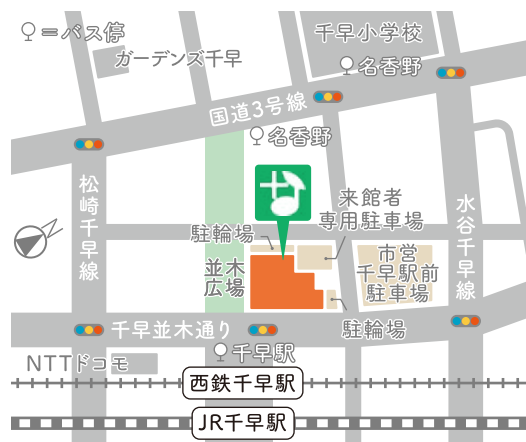 =バス停
千早小学校
ガーデンズ千早
名香野
国道3号線
名香野
松崎千早線
水谷千早線
来館者
専用駐車場
駐輪場
並木
広場
市営
千早駅前
駐車場
駐輪場
千早並木通り
千早駅
NTTドコモ
西鉄千早駅
JR千早駅